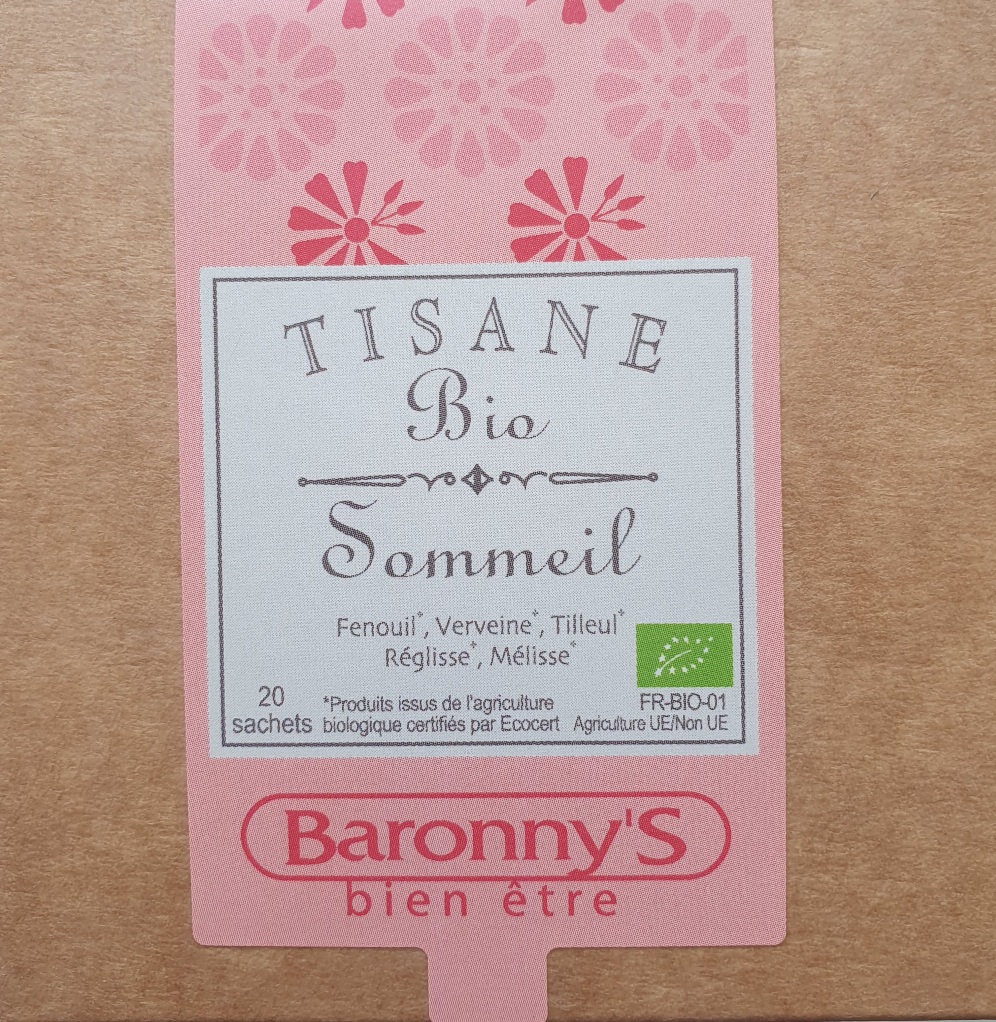 TISANE
Bio
Sommeil
Fenouil*, Verveine*, Tilleul*
Réglisse*, Mélisse*
20
sachets
*Produits issus de l'agriculture
biologique certifiés par Ecocert
FR-BIO-01
Agriculture UE/Non UE
Baronny'S
bien être